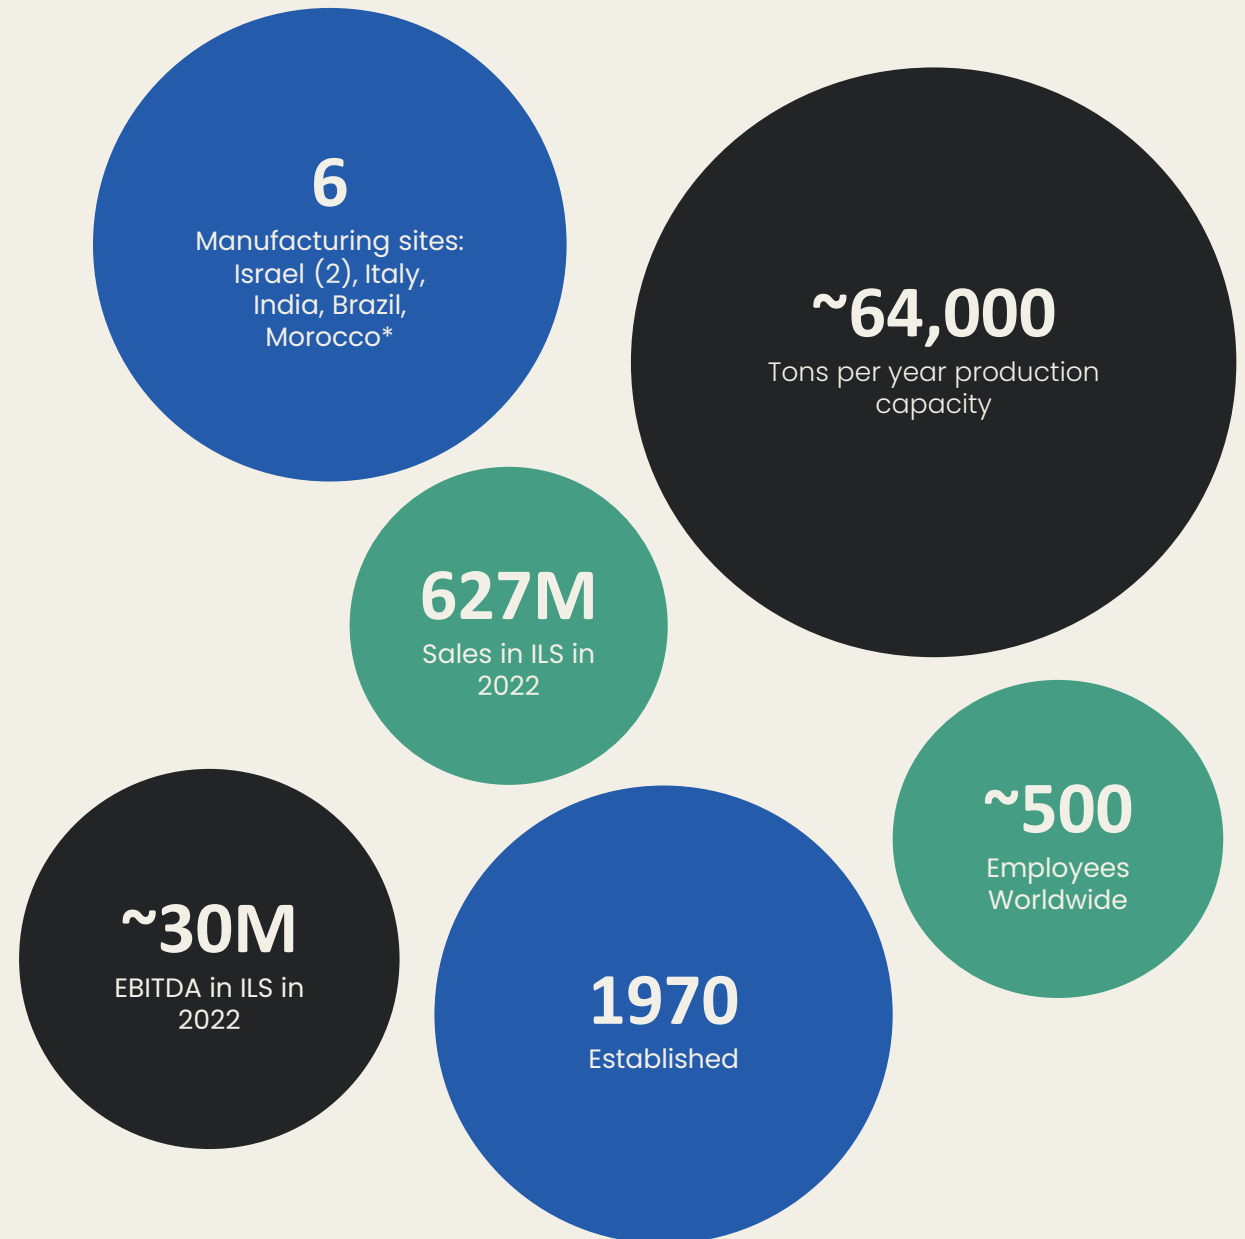 6
Manufacturing sites:
Israel (2), Italy,
India, Brazil,
Morocco*
~64,000
Tons per year production
capacity
627M
Sales in ILS in
2022
~500
Employees
Worldwide
~30M
EBITDA in ILS in
2022
1970
Established